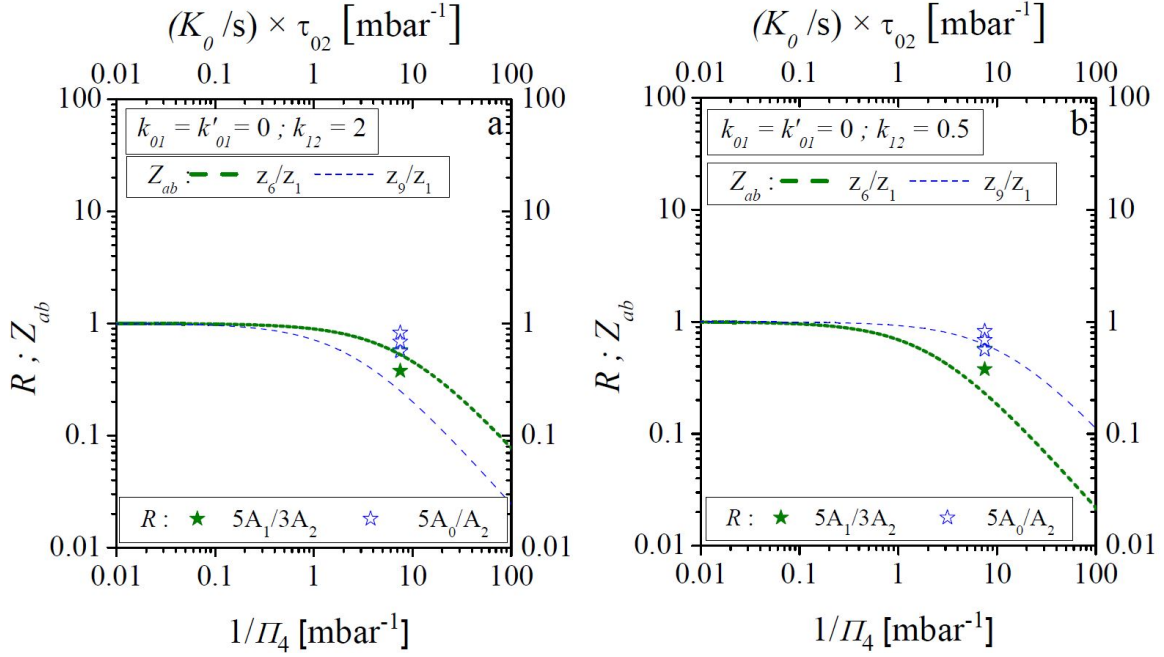 (K₀ /s) × τ₀₂ [mbar⁻¹]
0.01 0.1 1 10 100
100 100
k₀₁ = k'₀₁ = 0 ; k₁₂ = 2 a
Z_ab : z₆/z₁ z₉/z₁
10 10
1 1
0.1 0.1
R : ★ 5A₁/3A₂ ☆ 5A₀/A₂
0.01 0.01
0.01 0.1 1 10 100
1/Π₄ [mbar⁻¹]
R ; Z_ab
(K₀ /s) × τ₀₂ [mbar⁻¹]
0.01 0.1 1 10 100
100 100
k₀₁ = k'₀₁ = 0 ; k₁₂ = 0.5 b
Z_ab : z₆/z₁ z₉/z₁
10 10
1 1
0.1 0.1
R : ★ 5A₁/3A₂ ☆ 5A₀/A₂
0.01 0.01
0.01 0.1 1 10 100
1/Π₄ [mbar⁻¹]
R ; Z_ab